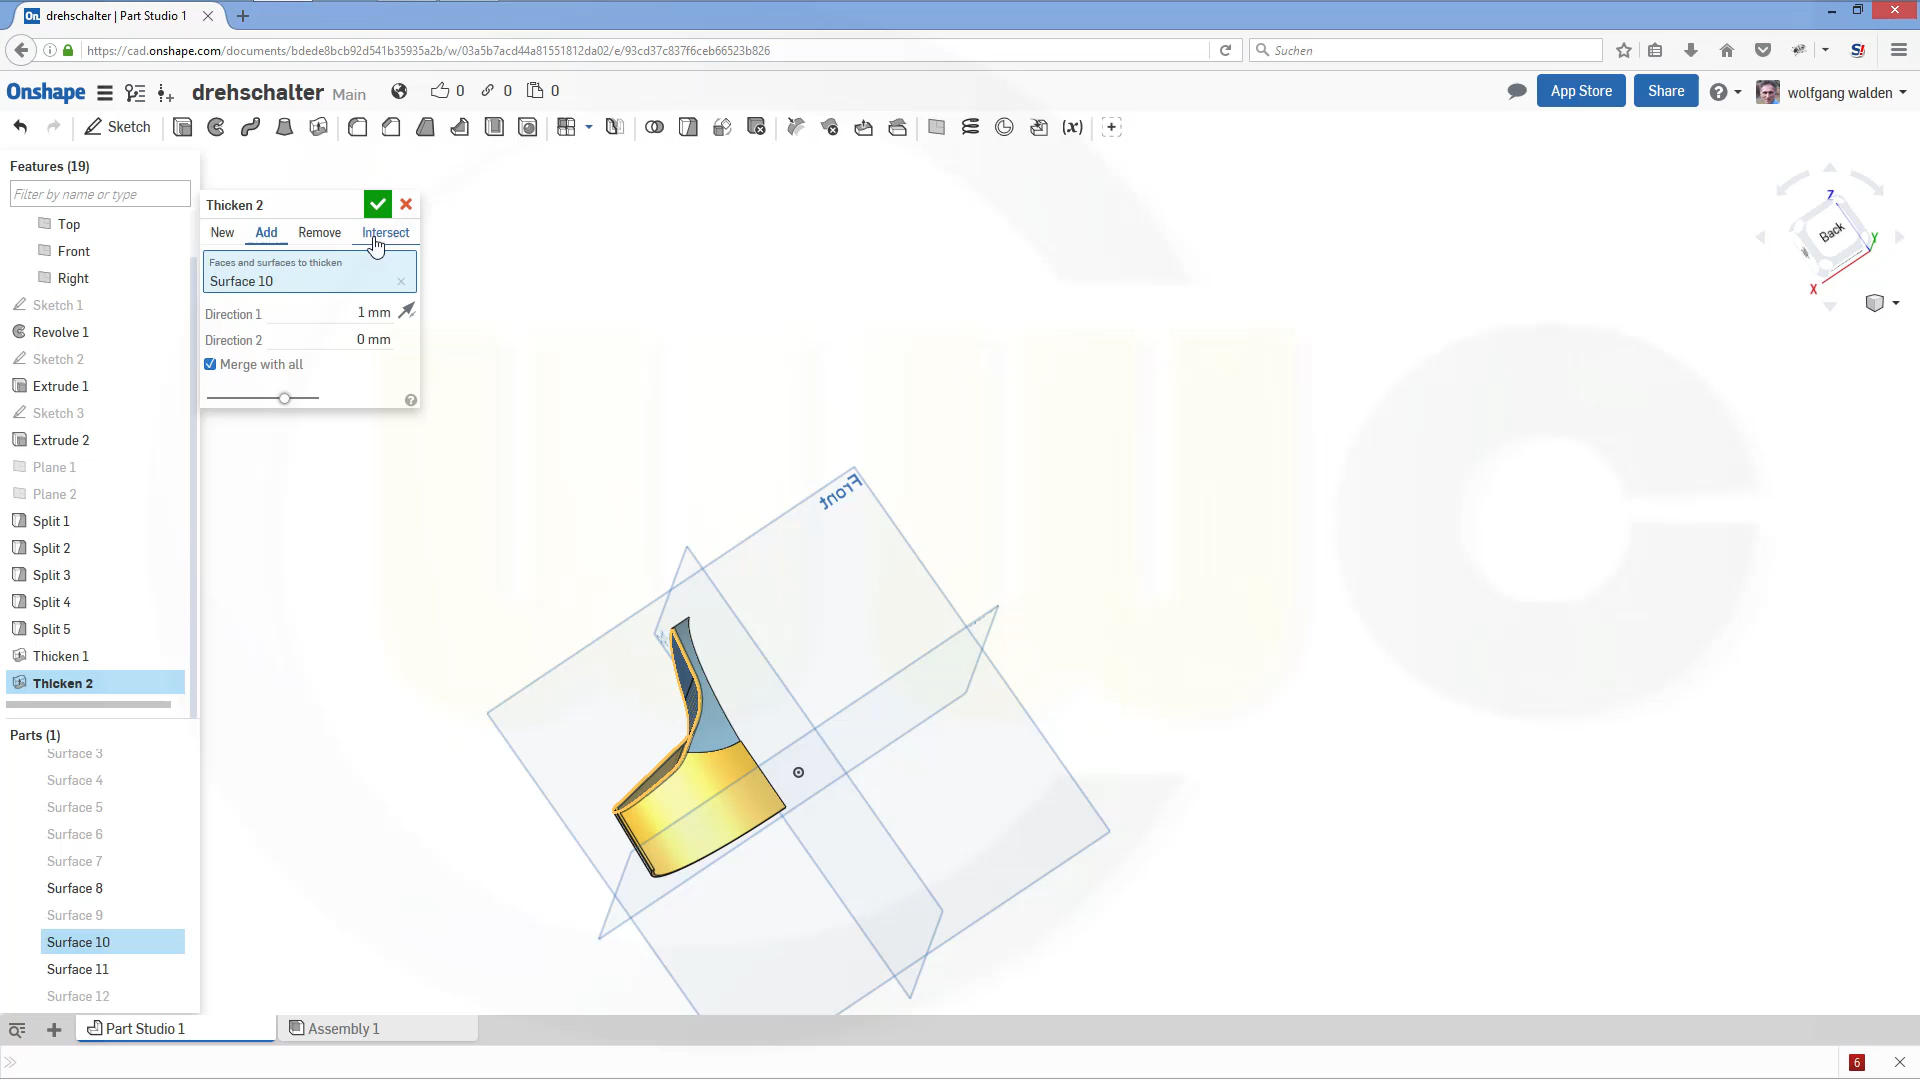 drehschalter | Part Studio 1
https://cad.onshape.com/documents/bdede8bcb92d541b35935a2b/w/03a5b7acd44a81551812da02/e/93cd37c837f6ceb66523b826
Suchen
Onshape
drehschalter Main
0
0
0
App Store
Share
wolfgang walden
Sketch
(x)
Features (19)
Filter by name or type
Top
Front
Right
Sketch 1
Revolve 1
Sketch 2
Extrude 1
Sketch 3
Extrude 2
Plane 1
Plane 2
Split 1
Split 2
Split 3
Split 4
Split 5
Thicken 1
Thicken 2
Parts (1)
Surface 3
Surface 4
Surface 5
Surface 6
Surface 7
Surface 8
Surface 9
Surface 10
Surface 11
Surface 12
Thicken 2
New Add Remove Intersect
Faces and surfaces to thicken
Surface 10
Direction 1 1 mm
Direction 2 0 mm
Merge with all
Front
Z
Back
Y
X
Part Studio 1
Assembly 1
6